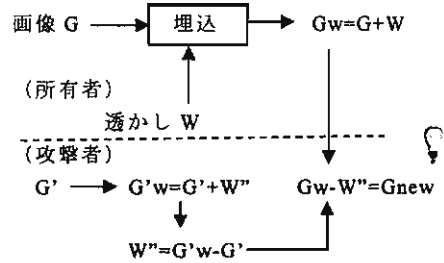 画像 G 埋込 Gw=G+W
(所有者)
透かし W
(攻撃者)
G’ G’w=G’+W” Gw-W”=Gnew
W”=G’w-G’